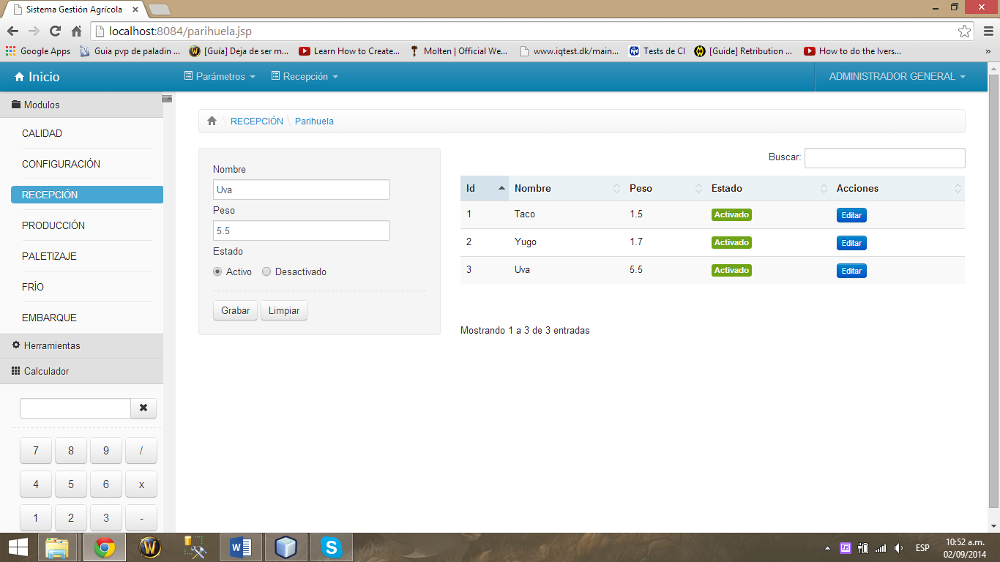 Sistema Gestión Agrícola
localhost:8084/parihuela.jsp
Google Apps
Guia pvp de paladin ...
[Guía] Deja de ser m...
Learn How to Create...
Molten | Official We...
www.iqtest.dk/main...
Tests de CI
[Guide] Retribution ...
How to do the Ivers...
»
Inicio
Parámetros
Recepción
ADMINISTRADOR GENERAL
Modulos
CALIDAD
CONFIGURACIÓN
RECEPCIÓN
PRODUCCIÓN
PALETIZAJE
FRÍO
EMBARQUE
Herramientas
Calculador
7 8 9 /
4 5 6 x
1 2 3 -
RECEPCIÓN \ Parihuela
Nombre
Uva
Peso
5.5
Estado
Activo Desactivado
Grabar Limpiar
Buscar:
Id Nombre Peso Estado Acciones
1 Taco 1.5 Activado Editar
2 Yugo 1.7 Activado Editar
3 Uva 5.5 Activado Editar
Mostrando 1 a 3 de 3 entradas
ESP
10:52 a.m.
02/09/2014